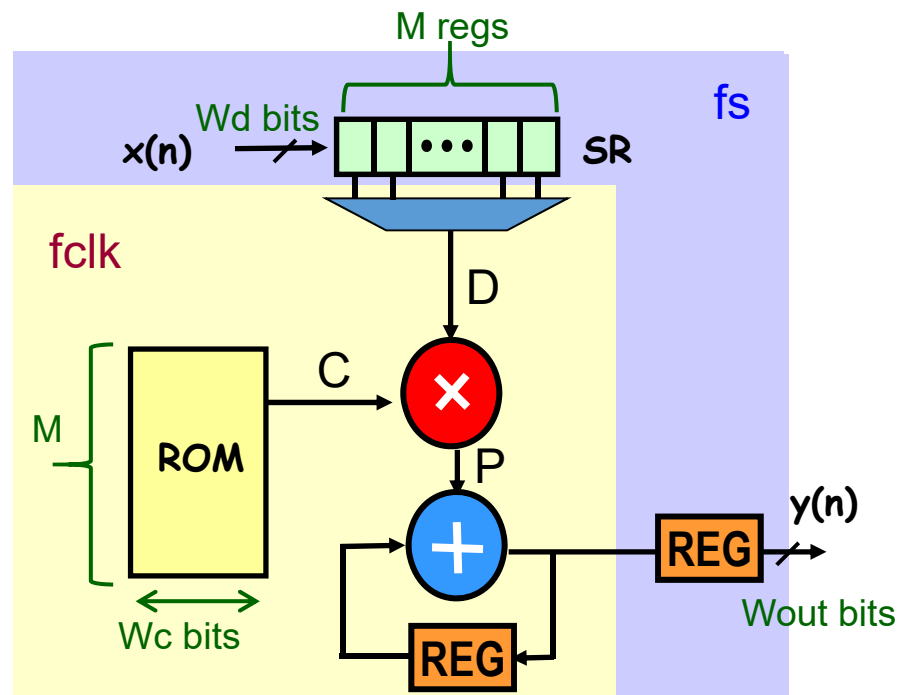 M regs
fs
Wd bits
x(n)
SR
fclk
D
C
×
M
ROM
P
+
y(n)
REG
Wout bits
Wc bits
REG